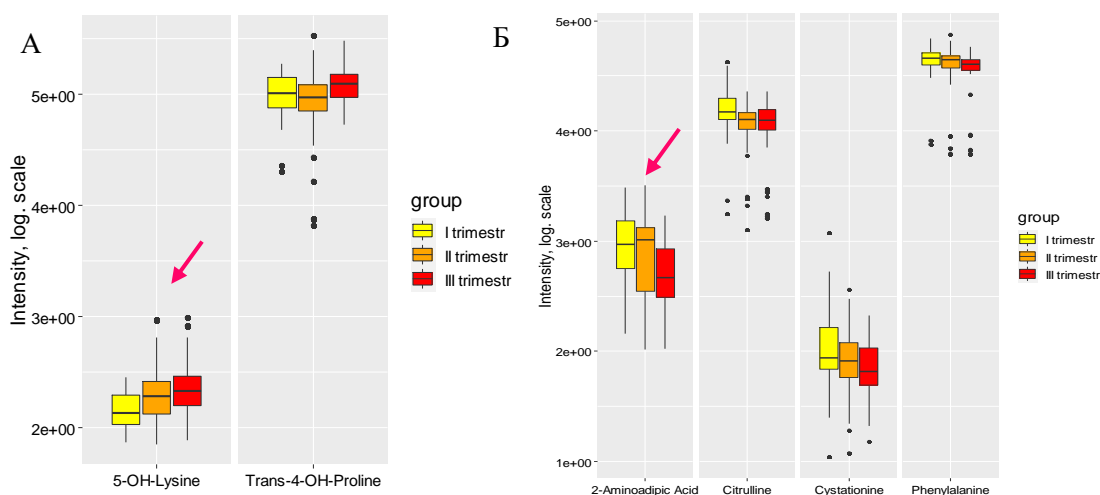 А
Intensity, log. scale
5e+00
4e+00
3e+00
2e+00
5-OH-Lysine
Trans-4-OH-Proline
group
I trimestr
II trimestr
III trimestr
Б
Intensity, log. scale
5e+00
4e+00
3e+00
2e+00
1e+00
2-Aminoadipic Acid
Citrulline
Cystationine
Phenylalanine
group
I trimestr
II trimestr
III trimestr